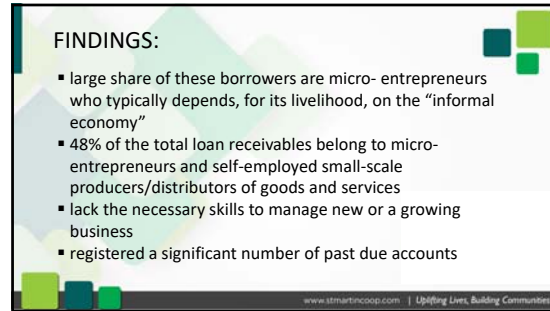 FINDINGS:
▪ large share of these borrowers are micro- entrepreneurs
who typically depends, for its livelihood, on the “informal
economy”
▪ 48% of the total loan receivables belong to micro-
entrepreneurs and self-employed small-scale
producers/distributors of goods and services
▪ lack the necessary skills to manage new or a growing
business
▪ registered a significant number of past due accounts
www.stmartincoop.com | Uplifting Lives, Building Communities